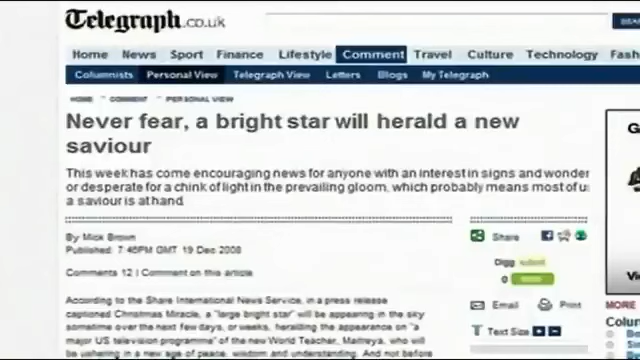 Telegraph.co.uk
Home News Sport Finance Lifestyle Comment Travel Culture Technology Fash
Columnists Personal View Telegraph View Letters Blogs My Telegraph
HOME COMMENT PERSONAL VIEW
Never fear, a bright star will herald a new
saviour
This week has come encouraging news for anyone with an interest in signs and wonder
or desperate for a chink of light in the prevailing gloom, which probably means most of us
a saviour is at hand.
By Mick Brown
Published: 7:45PM GMT 19 Dec 2008
Comments 12 | Comment on this article
Share
Digg submit
0
Email Print
Text Size
According to the Share International News Service, in a press release
captioned Christmas Miracle, a "large bright star" will be appearing in the sky
sometime over the next few days, or weeks, heralding the appearance on "a
major US television programme" of the new World Teacher, Maitreya, who
will be ushering in a new age of peace, wisdom and understanding. And not before
MORE
Colum